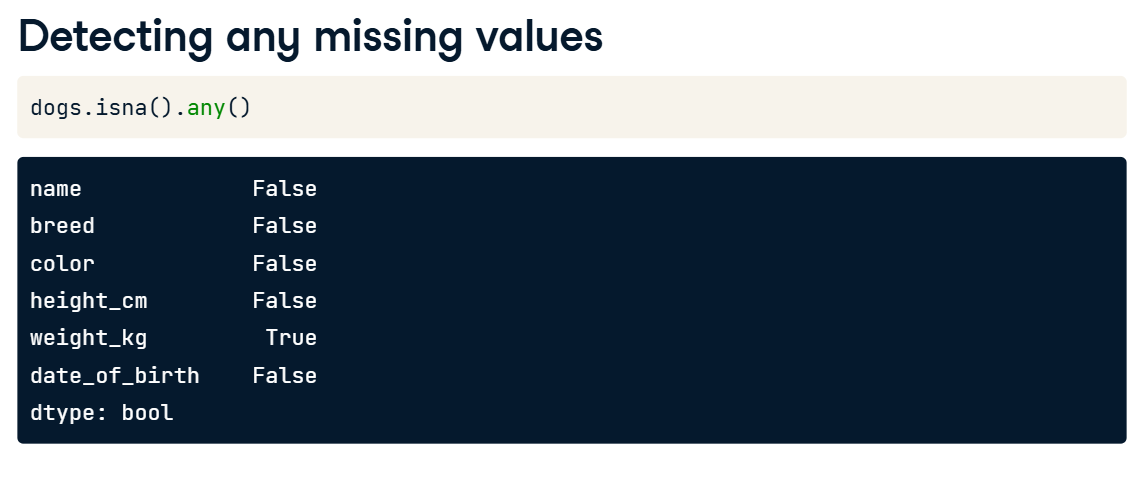 Detecting any missing values
dogs.isna().any()
name             False
breed            False
color            False
height_cm        False
weight_kg         True
date_of_birth    False
dtype: bool